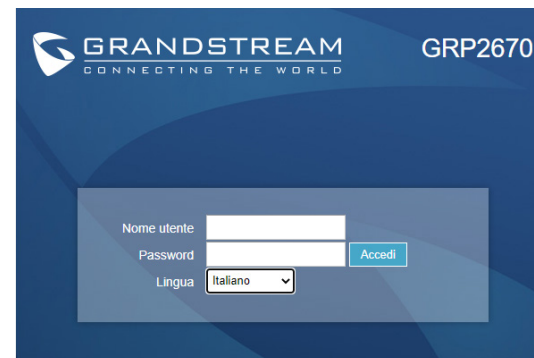 GRANDSTREAM
CONNECTING THE WORLD
GRP2670
Nome utente
Password
Accedi
Lingua
Italiano